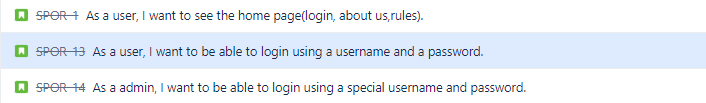 SPOR-1 As a user, I want to see the home page(login, about us,rules).
SPOR-13 As a user, I want to be able to login using a username and a password.
SPOR-14 As a admin, I want to be able to login using a special username and password.